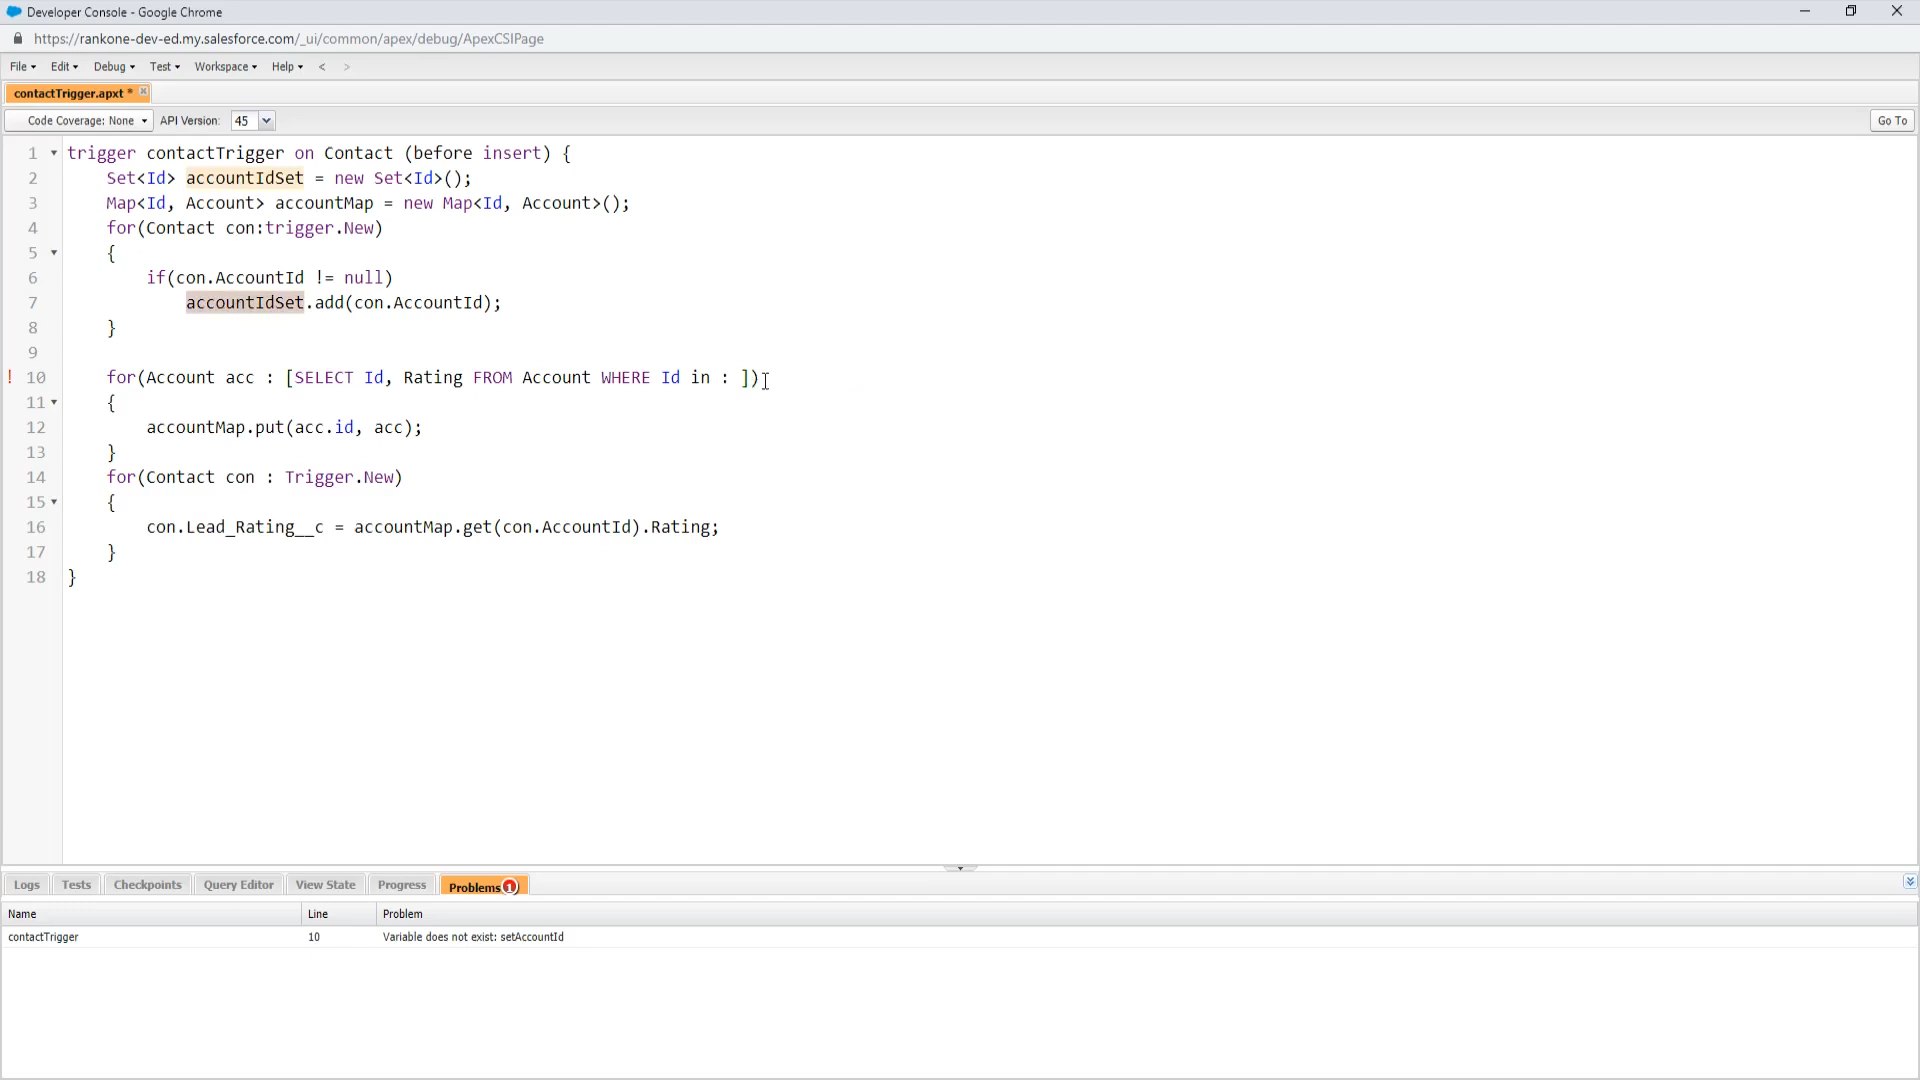 Developer Console - Google Chrome
https://rankone-dev-ed.my.salesforce.com/_ui/common/apex/debug/ApexCSIPage
File Edit Debug Test Workspace Help < >
contactTrigger.apxt *
Code Coverage: None API Version: 45 Go To
1 trigger contactTrigger on Contact (before insert) {
2 Set<Id> accountIdSet = new Set<Id>();
3 Map<Id, Account> accountMap = new Map<Id, Account>();
4 for(Contact con:trigger.New)
5 {
6 if(con.AccountId != null)
7 accountIdSet.add(con.AccountId);
8 }
9
! 10 for(Account acc : [SELECT Id, Rating FROM Account WHERE Id in : ])
11 {
12 accountMap.put(acc.id, acc);
13 }
14 for(Contact con : Trigger.New)
15 {
16 con.Lead_Rating__c = accountMap.get(con.AccountId).Rating;
17 }
18 }
Logs Tests Checkpoints Query Editor View State Progress Problems 1
Name Line Problem
contactTrigger 10 Variable does not exist: setAccountId